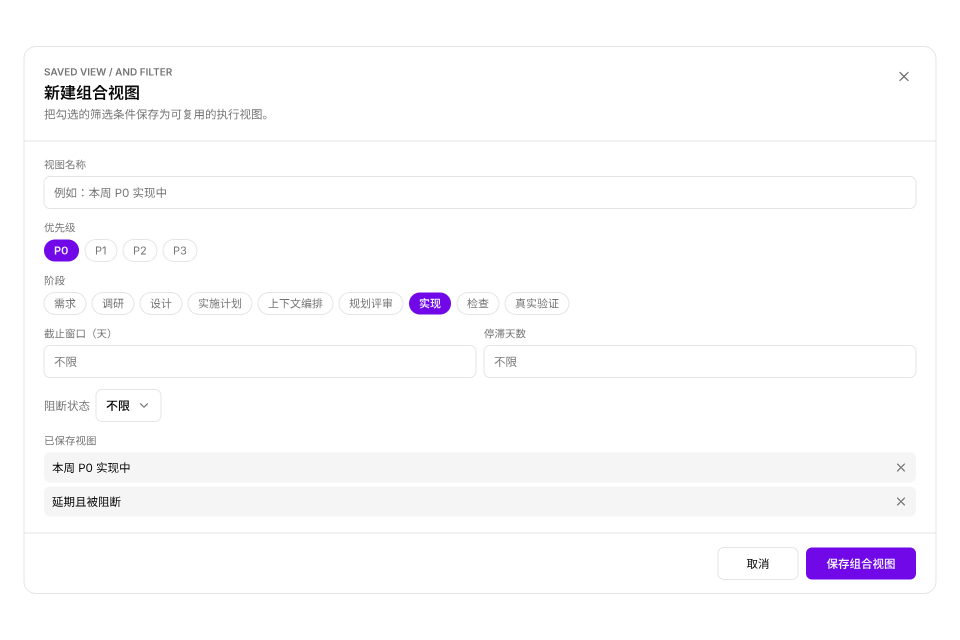 SAVED VIEW / AND FILTER
新建组合视图
把勾选的筛选条件保存为可复用的执行视图。
视图名称
例如：本周 P0 实现中
优先级
P0 P1 P2 P3
阶段
需求 调研 设计 实施计划 上下文编排 规划评审 实现 检查 真实验证
截止窗口（天） 停滞天数
不限 不限
阻断状态 不限
已保存视图
本周 P0 实现中
延期且被阻断
取消 保存组合视图